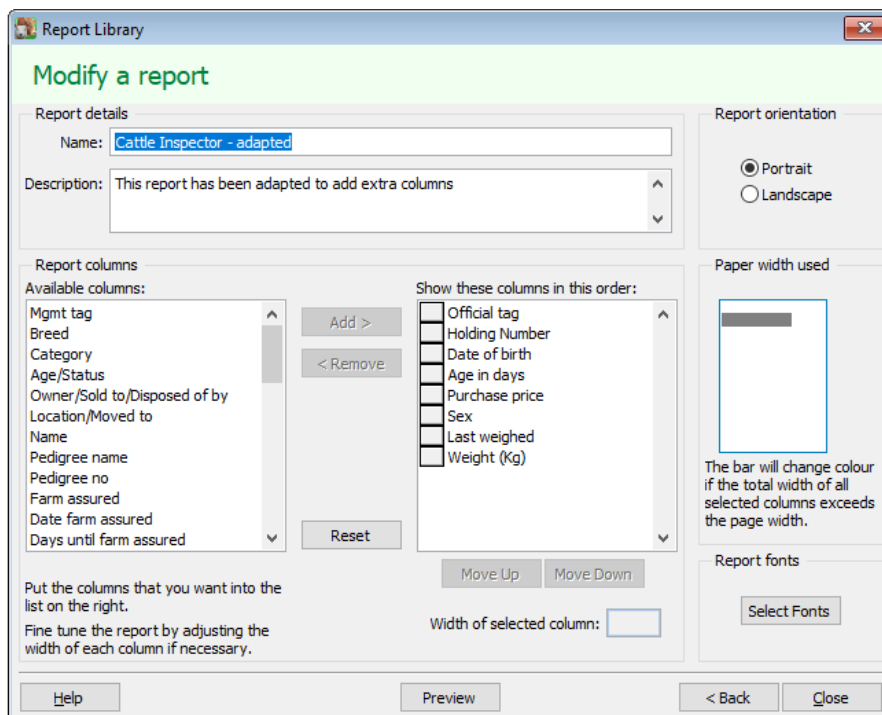 Report Library
Modify a report
Report details
Name: Cattle Inspector - adapted
Description: This report has been adapted to add extra columns
Report orientation
Portrait
Landscape
Report columns
Available columns:
Mgmt tag
Breed
Category
Age/Status
Owner/Sold to/Disposed of by
Location/Moved to
Name
Pedigree name
Pedigree no
Farm assured
Date farm assured
Days until farm assured
Add >
< Remove
Reset
Show these columns in this order:
Official tag
Holding Number
Date of birth
Age in days
Purchase price
Sex
Last weighed
Weight (Kg)
Move Up
Move Down
Width of selected column:
Put the columns that you want into the
list on the right.
Fine tune the report by adjusting the
width of each column if necessary.
Paper width used
The bar will change colour
if the total width of all
selected columns exceeds
the page width.
Report fonts
Select Fonts
Help
Preview
< Back
Close